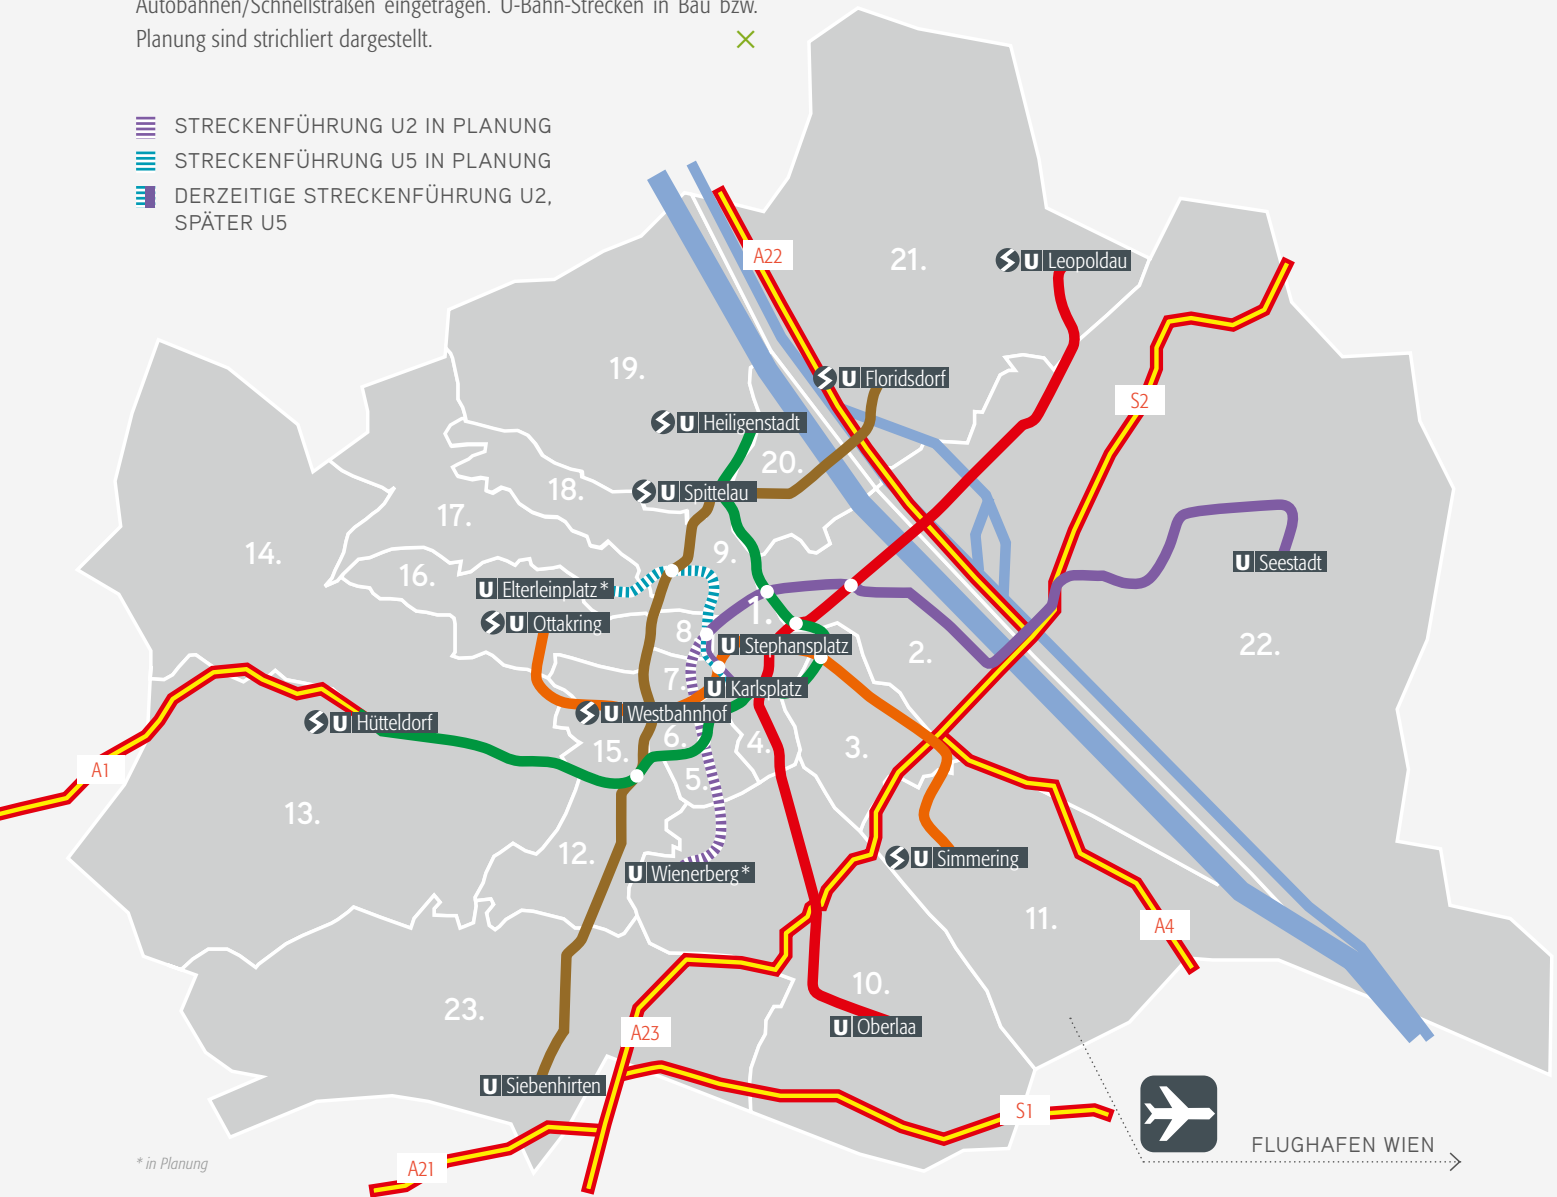 Autobahnen/Schnellstraßen eingetragen. U-Bahn-Strecken in Bau bzw.
Planung sind strichliert dargestellt.
STRECKENFÜHRUNG U2 IN PLANUNG
STRECKENFÜHRUNG U5 IN PLANUNG
DERZEITIGE STRECKENFÜHRUNG U2,
SPÄTER U5
A22
21.
U Leopoldau
19.
U Floridsdorf
S2
U Heiligenstadt
20.
18.
U Spittelau
17.
14.
9.
16.
U Elterleinplatz*
U Seestadt
1.
U Ottakring
8.
U Stephansplatz
2.
22.
7.
U Karlsplatz
U Westbahnhof
U Hütteldorf
6.
4.
3.
15.
A1
5.
13.
12.
U Simmering
U Wienerberg*
11.
A4
10.
23.
U Oberlaa
A23
U Siebenhirten
S1
FLUGHAFEN WIEN
* in Planung
A21